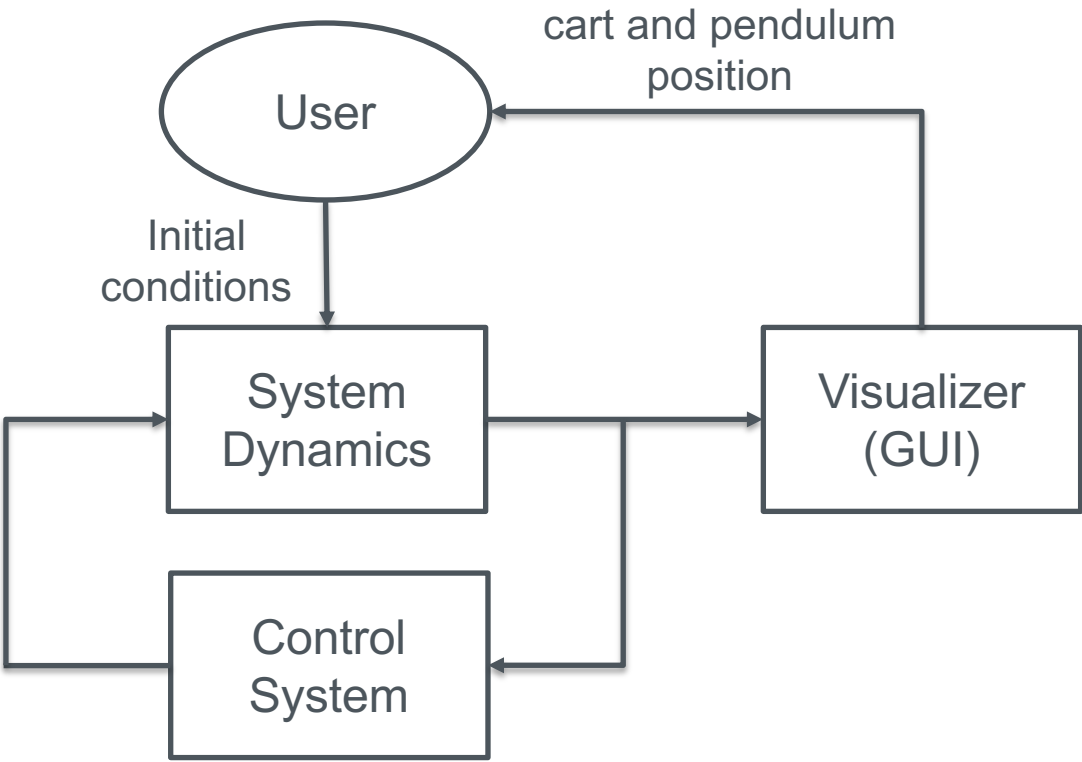 cart and pendulum
position
User
Initial
conditions
System
Dynamics
Visualizer
(GUI)
Control
System